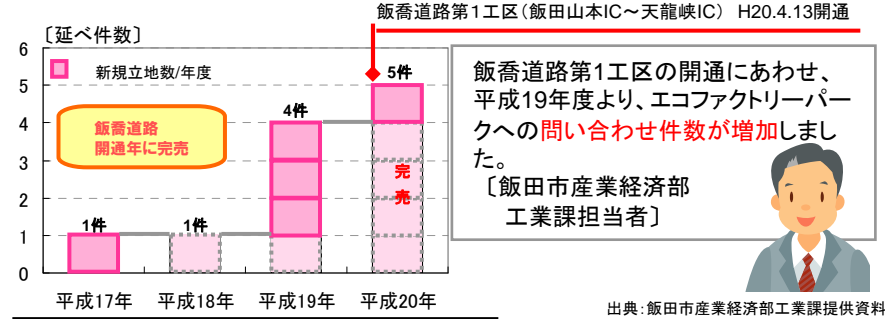 飯喬道路第1工区(飯田山本IC~天龍峡IC) H20.4.13開通
〔延べ件数〕
新規立地数/年度
飯喬道路
開通年に完売
6
5
4
3
2
1
0
1件
1件
4件
5件
完
売
平成17年 平成18年 平成19年 平成20年
飯喬道路第1工区の開通にあわせ、
平成19年度より、エコファクトリーパー
クへの問い合わせ件数が増加しまし
た。
〔飯田市産業経済部
工業課担当者〕
出典:飯田市産業経済部工業課提供資料